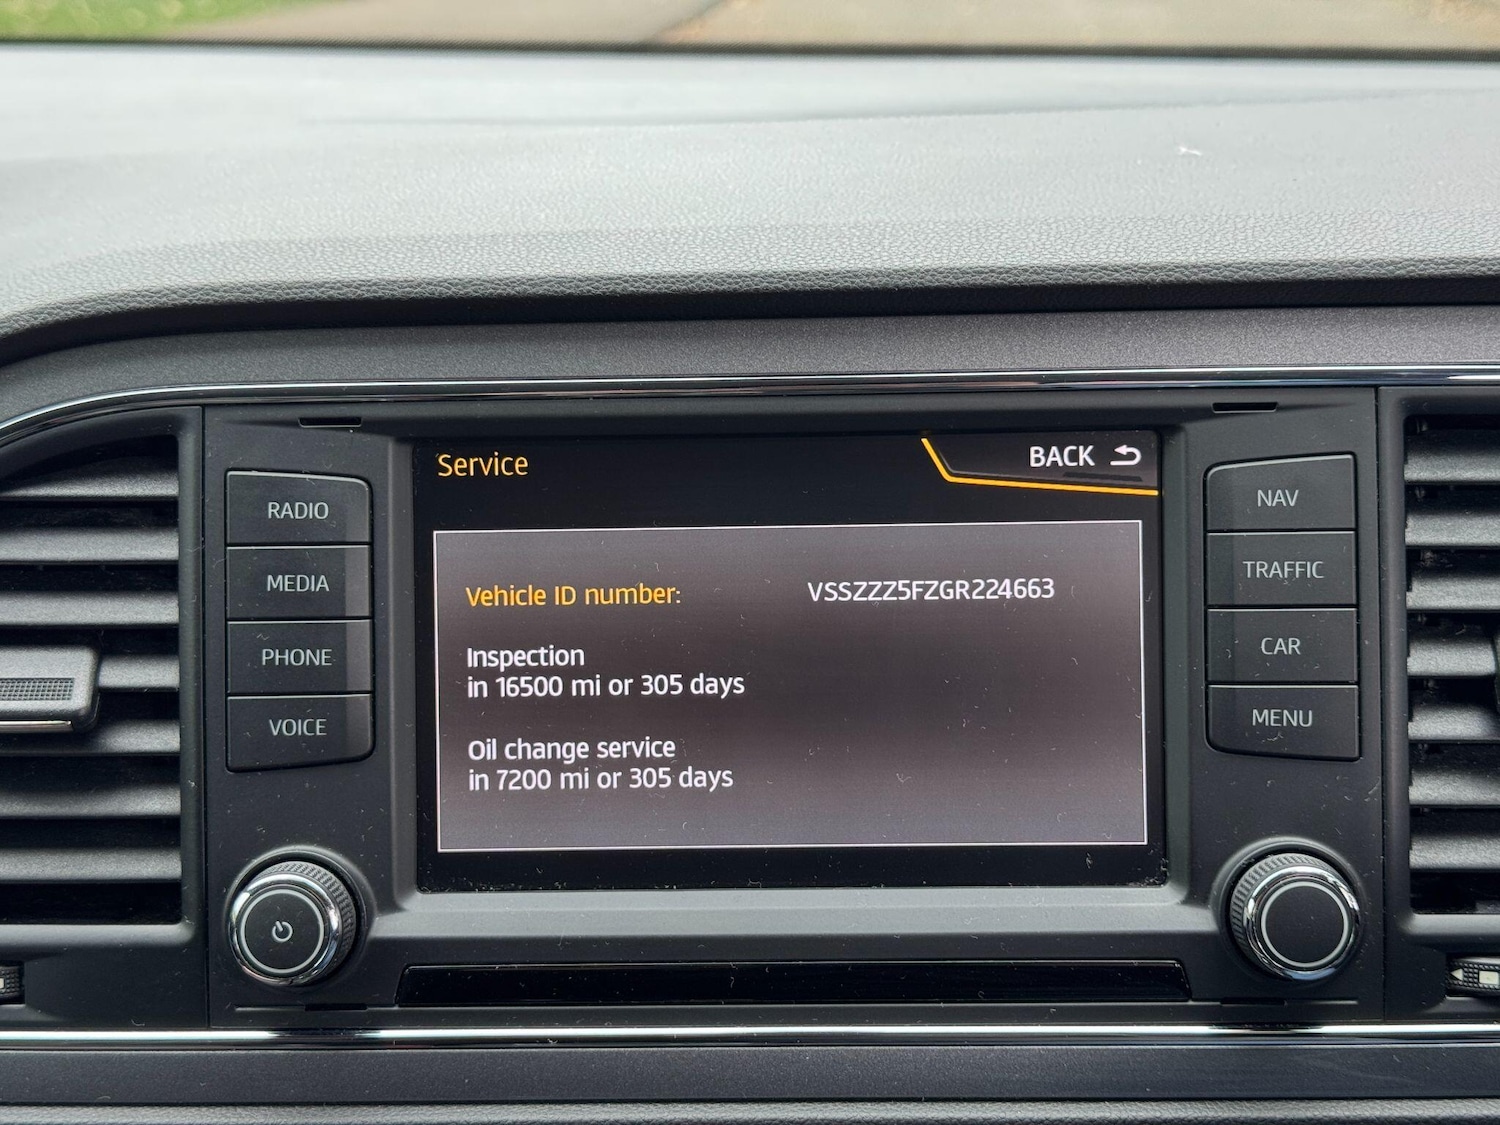 Service
BACK
RADIO
MEDIA
PHONE
VOICE
Vehicle ID number: VSSZZZ5FZGR224663
Inspection
in 16500 mi or 305 days
Oil change service
in 7200 mi or 305 days
NAV
TRAFFIC
CAR
MENU